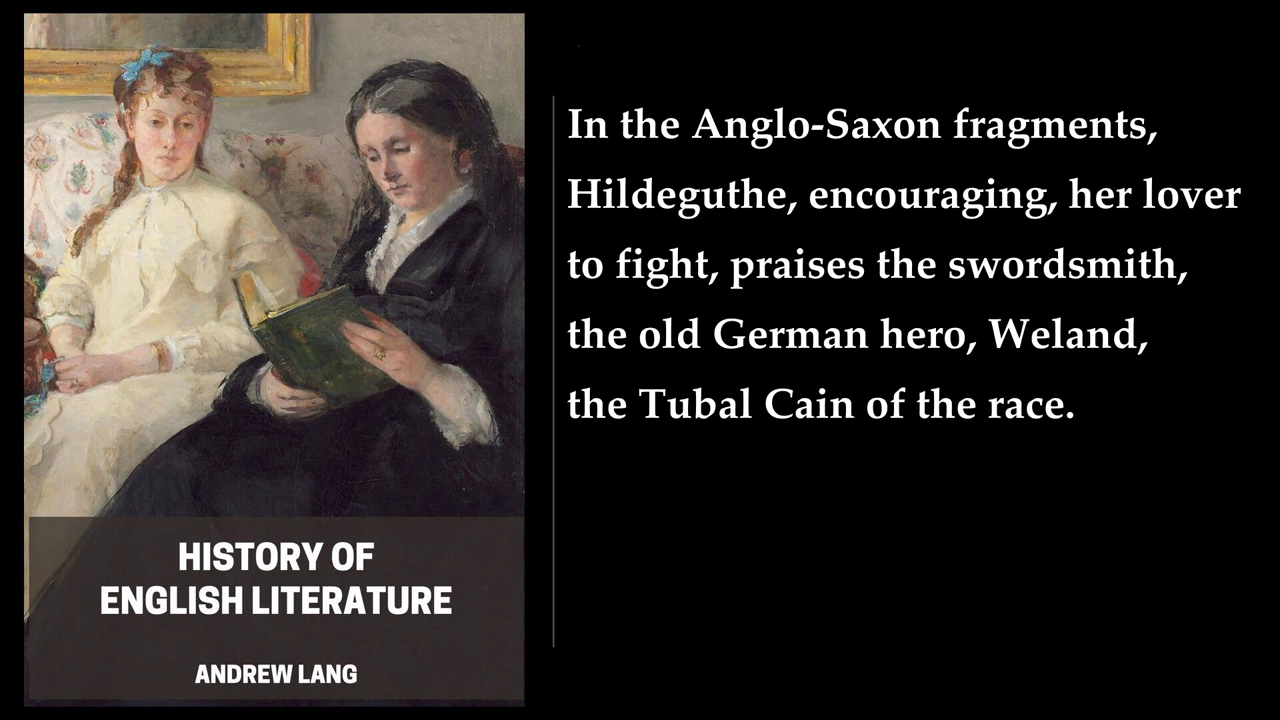 In the Anglo-Saxon fragments,
Hildeguthe, encouraging, her lover
to fight, praises the swordsmith,
the old German hero, Weland,
the Tubal Cain of the race.
HISTORY OF
ENGLISH LITERATURE
ANDREW LANG